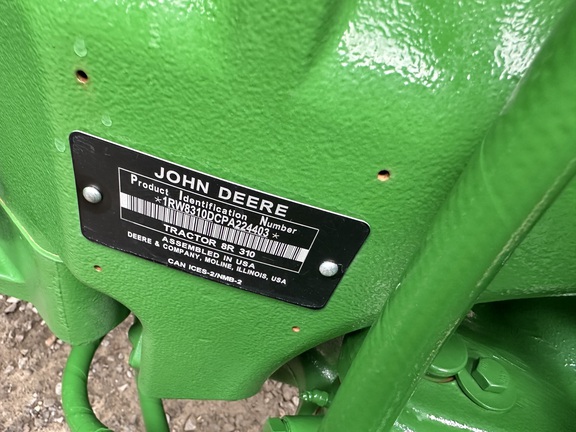 JOHN DEERE
Product Identification Number
*1RW8310DCPA224403*
TRACTOR 8R 310
ASSEMBLED IN USA
DEERE & COMPANY, MOLINE, ILLINOIS, USA
CAN ICES-2/NMB-2